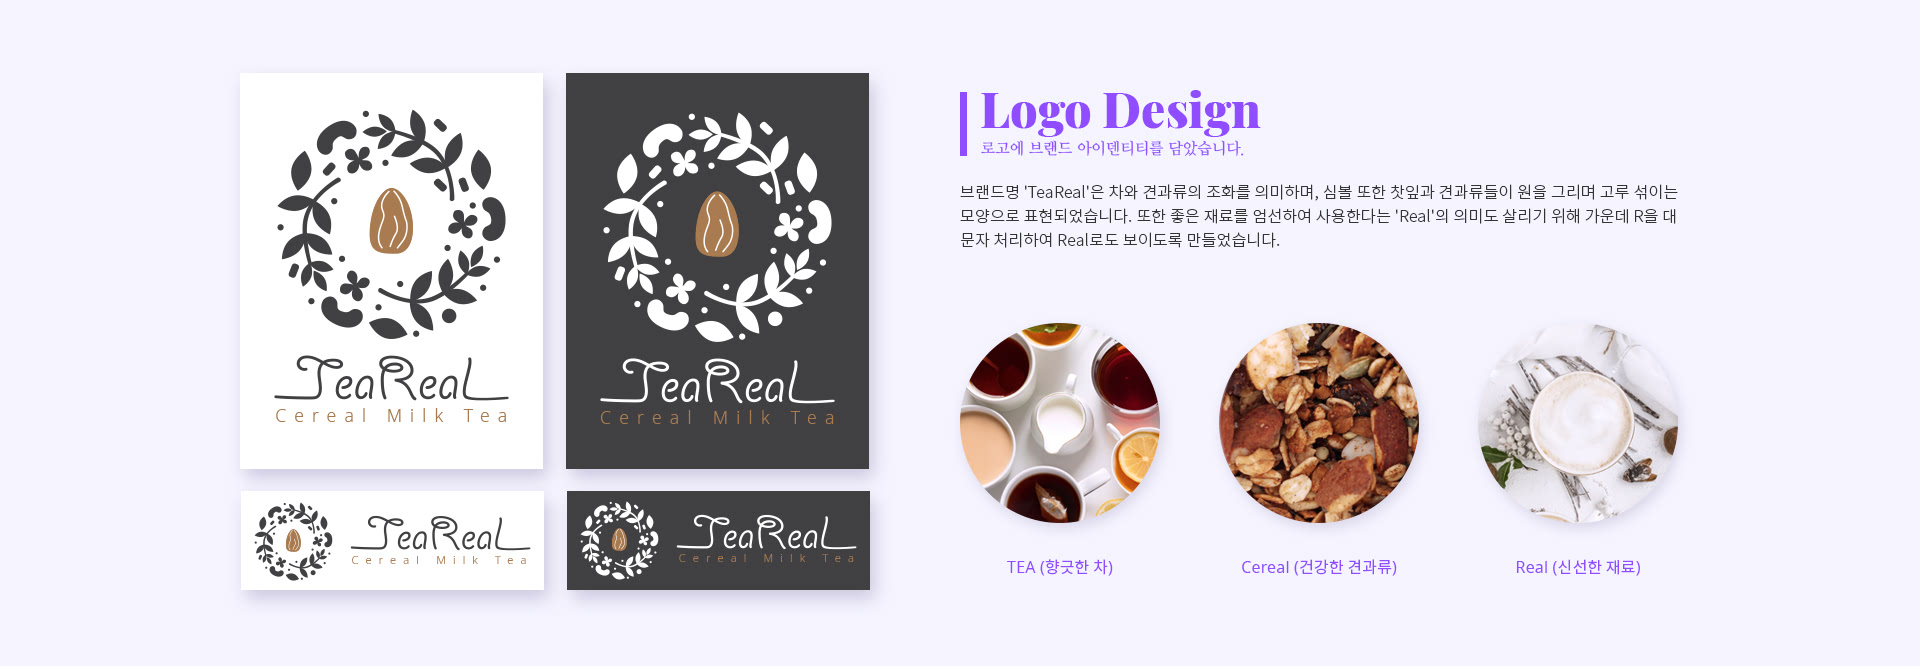 TeaReal
Cereal Milk Tea
TeaReal
Cereal Milk Tea
TeaReal
Cereal Milk Tea
TeaReal
Cereal Milk Tea
Logo Design
로고에 브랜드 아이덴티티를 담았습니다.
브랜드명 'TeaReal'은 차와 견과류의 조화를 의미하며, 심볼 또한 찻잎과 견과류들이 원을 그리며 고루 섞이는
모양으로 표현되었습니다. 또한 좋은 재료를 엄선하여 사용한다는 'Real'의 의미도 살리기 위해 가운데 R을 대
문자 처리하여 Real로도 보이도록 만들었습니다.
TEA (향긋한 차)
Cereal (건강한 견과류)
Real (신선한 재료)